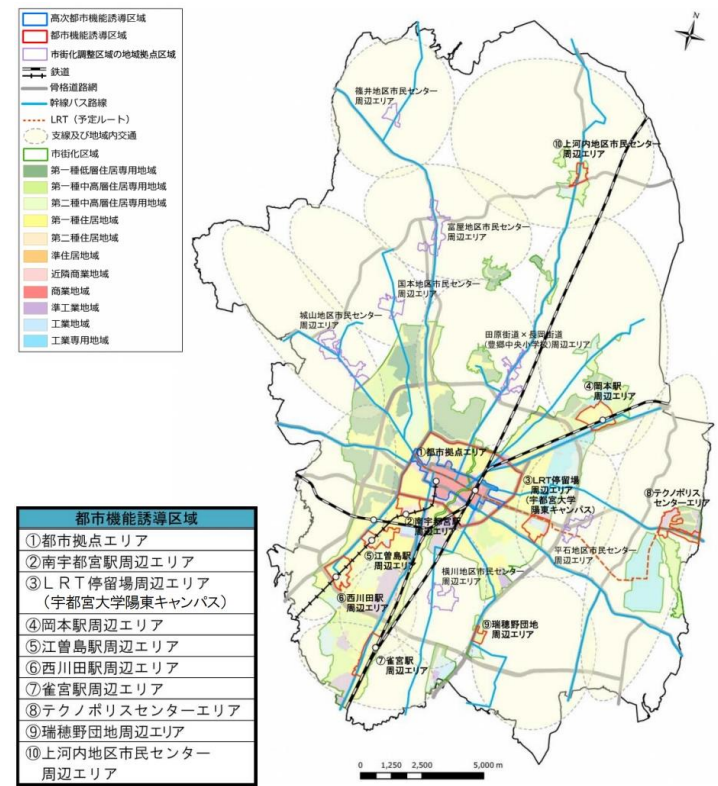 高次都市機能誘導区域
都市機能誘導区域
市街化調整区域の地域拠点区域
鉄道
骨格道路網
幹線バス路線
LRT（予定ルート）
支線及び地域内交通
市街化区域
第一種低層住居専用地域
第一種中高層住居専用地域
第二種中高層住居専用地域
第一種住居地域
第二種住居地域
準住居地域
近隣商業地域
商業地域
準工業地域
工業地域
工業専用地域
N
篠井地区市民センター
周辺エリア
⑩上河内地区市民センター
周辺エリア
富屋地区市民センター
周辺エリア
国本地区市民センター
周辺エリア
城山地区市民センター
周辺エリア
田原街道×長岡街道
(豊郷中央小学校)周辺エリア
④岡本駅
周辺エリア
①都市拠点エリア
③LRT停留場
周辺エリア
(宇都宮大学
陽東キャンパス)
⑧テクノポリス
センターエリア
②南宇都宮駅
周辺エリア
⑤江曽島駅
周辺エリア
平石地区市民センター
周辺エリア
横川地区市民センター
周辺エリア
⑥西川田駅
周辺エリア
⑨瑞穂野団地
周辺エリア
⑦雀宮駅
周辺エリア
都市機能誘導区域
①都市拠点エリア
②南宇都宮駅周辺エリア
③ＬＲＴ停留場周辺エリア
（宇都宮大学陽東キャンパス）
④岡本駅周辺エリア
⑤江曽島駅周辺エリア
⑥西川田駅周辺エリア
⑦雀宮駅周辺エリア
⑧テクノポリスセンターエリア
⑨瑞穂野団地周辺エリア
⑩上河内地区市民センター
周辺エリア
0 1,250 2,500 5,000 m